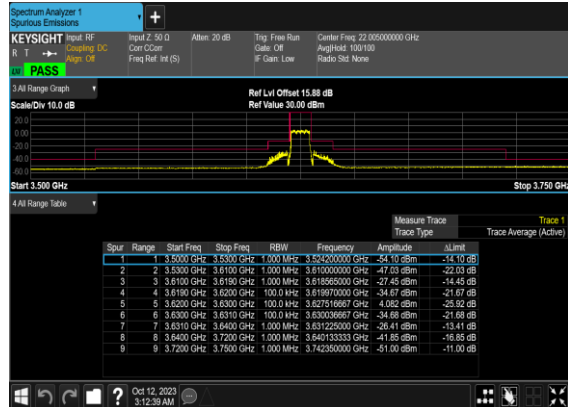 Spectrum Analyzer 1
Spurious Emissions
KEYSIGHT Input: RF Input Z: 50 Ω Atten: 20 dB Trig: Free Run Center Freq: 22.005000000 GHz
R T Coupling: DC Corr CCorr Gate: Off Avg|Hold: 100/100
Align: Off Freq Ref: Int (S) IF Gain: Low Radio Std: None
PASS
3 All Range Graph
Ref Lvl Offset 15.88 dB
Scale/Div 10.0 dB Ref Value 30.00 dBm
20.0
0.00
-20.0
-40.0
-60.0
Start 3.500 GHz Stop 3.750 GHz
4 All Range Table
Measure Trace Trace 1
Trace Type Trace Average (Active)
Spur Range Start Freq Stop Freq RBW Frequency Amplitude ΔLimit
1 1 3.5000 GHz 3.5300 GHz 1.000 MHz 3.524200000 GHz -54.10 dBm -14.10 dB
2 2 3.5300 GHz 3.6100 GHz 1.000 MHz 3.610000000 GHz -47.03 dBm -22.03 dB
3 3 3.6100 GHz 3.6190 GHz 1.000 MHz 3.618565000 GHz -27.45 dBm -14.45 dB
4 4 3.6190 GHz 3.6200 GHz 100.0 kHz 3.619970000 GHz -34.67 dBm -21.67 dB
5 5 3.6200 GHz 3.6300 GHz 100.0 kHz 3.627516667 GHz 4.082 dBm -25.92 dB
6 6 3.6300 GHz 3.6310 GHz 100.0 kHz 3.630036667 GHz -34.68 dBm -21.68 dB
7 7 3.6310 GHz 3.6400 GHz 1.000 MHz 3.631225000 GHz -26.41 dBm -13.41 dB
8 8 3.6400 GHz 3.7200 GHz 1.000 MHz 3.640133333 GHz -41.85 dBm -16.85 dB
9 9 3.7200 GHz 3.7500 GHz 1.000 MHz 3.742350000 GHz -51.00 dBm -11.00 dB
Oct 12, 2023
3:12:39 AM